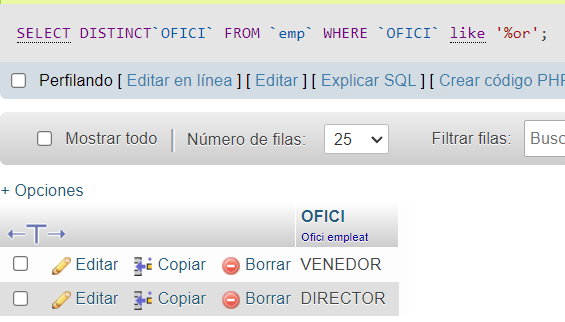 SELECT DISTINCT`OFICI` FROM `emp` WHERE `OFICI` like '%or';
Perfilando [ Editar en línea ] [ Editar ] [ Explicar SQL ] [ Crear código PHP
Mostrar todo Número de filas: 25 Filtrar filas: Busc
+ Opciones
←T→ OFICI
Ofici empleat
Editar Copiar Borrar VENEDOR
Editar Copiar Borrar DIRECTOR